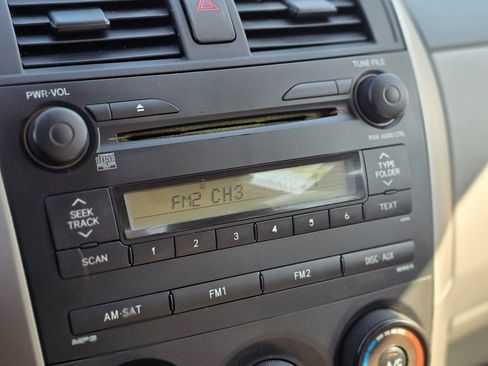 PWR·VOL
TUNE·FILE
PUSH AUDIO CTRL
FM2 CH3
SEEK
TRACK
TYPE
FOLDER
1 2 3 4 5 6
TEXT
SCAN
AM·SAT
FM1
FM2
DISC·AUX
MP3
A/C